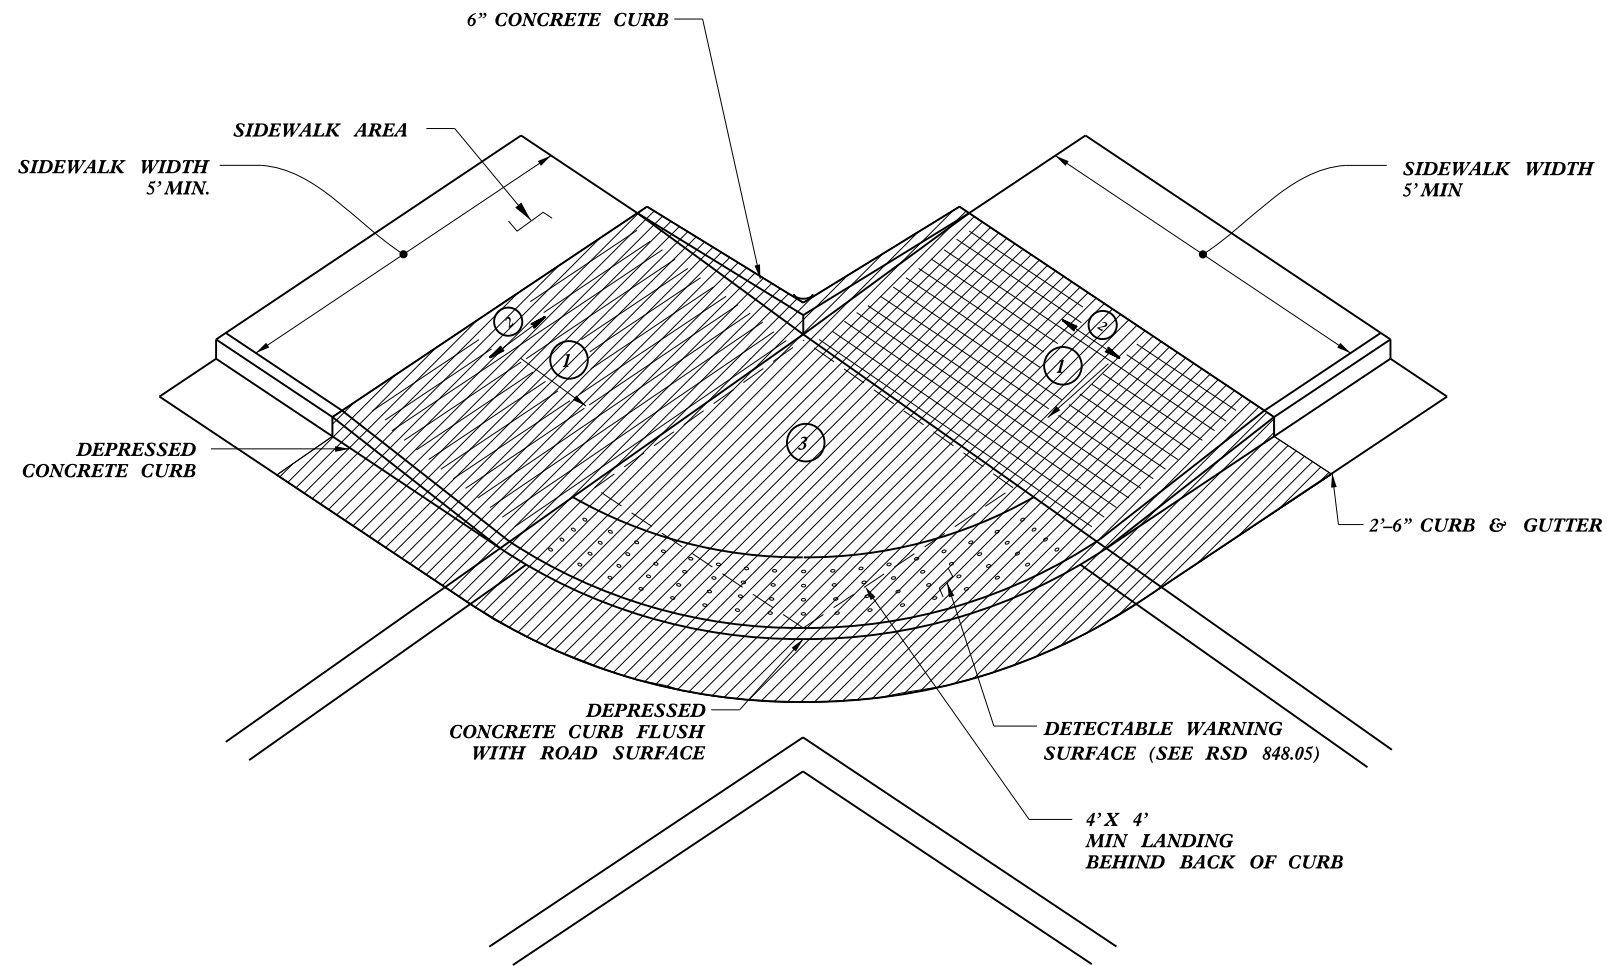 6” CONCRETE CURB
SIDEWALK AREA
SIDEWALK WIDTH
5’ MIN.
SIDEWALK WIDTH
5’ MIN
2
1
2
1
3
DEPRESSED
CONCRETE CURB
2’–6” CURB & GUTTER
DEPRESSED
CONCRETE CURB FLUSH
WITH ROAD SURFACE
DETECTABLE WARNING
SURFACE (SEE RSD 848.05)
4’ X 4’
MIN LANDING
BEHIND BACK OF CURB